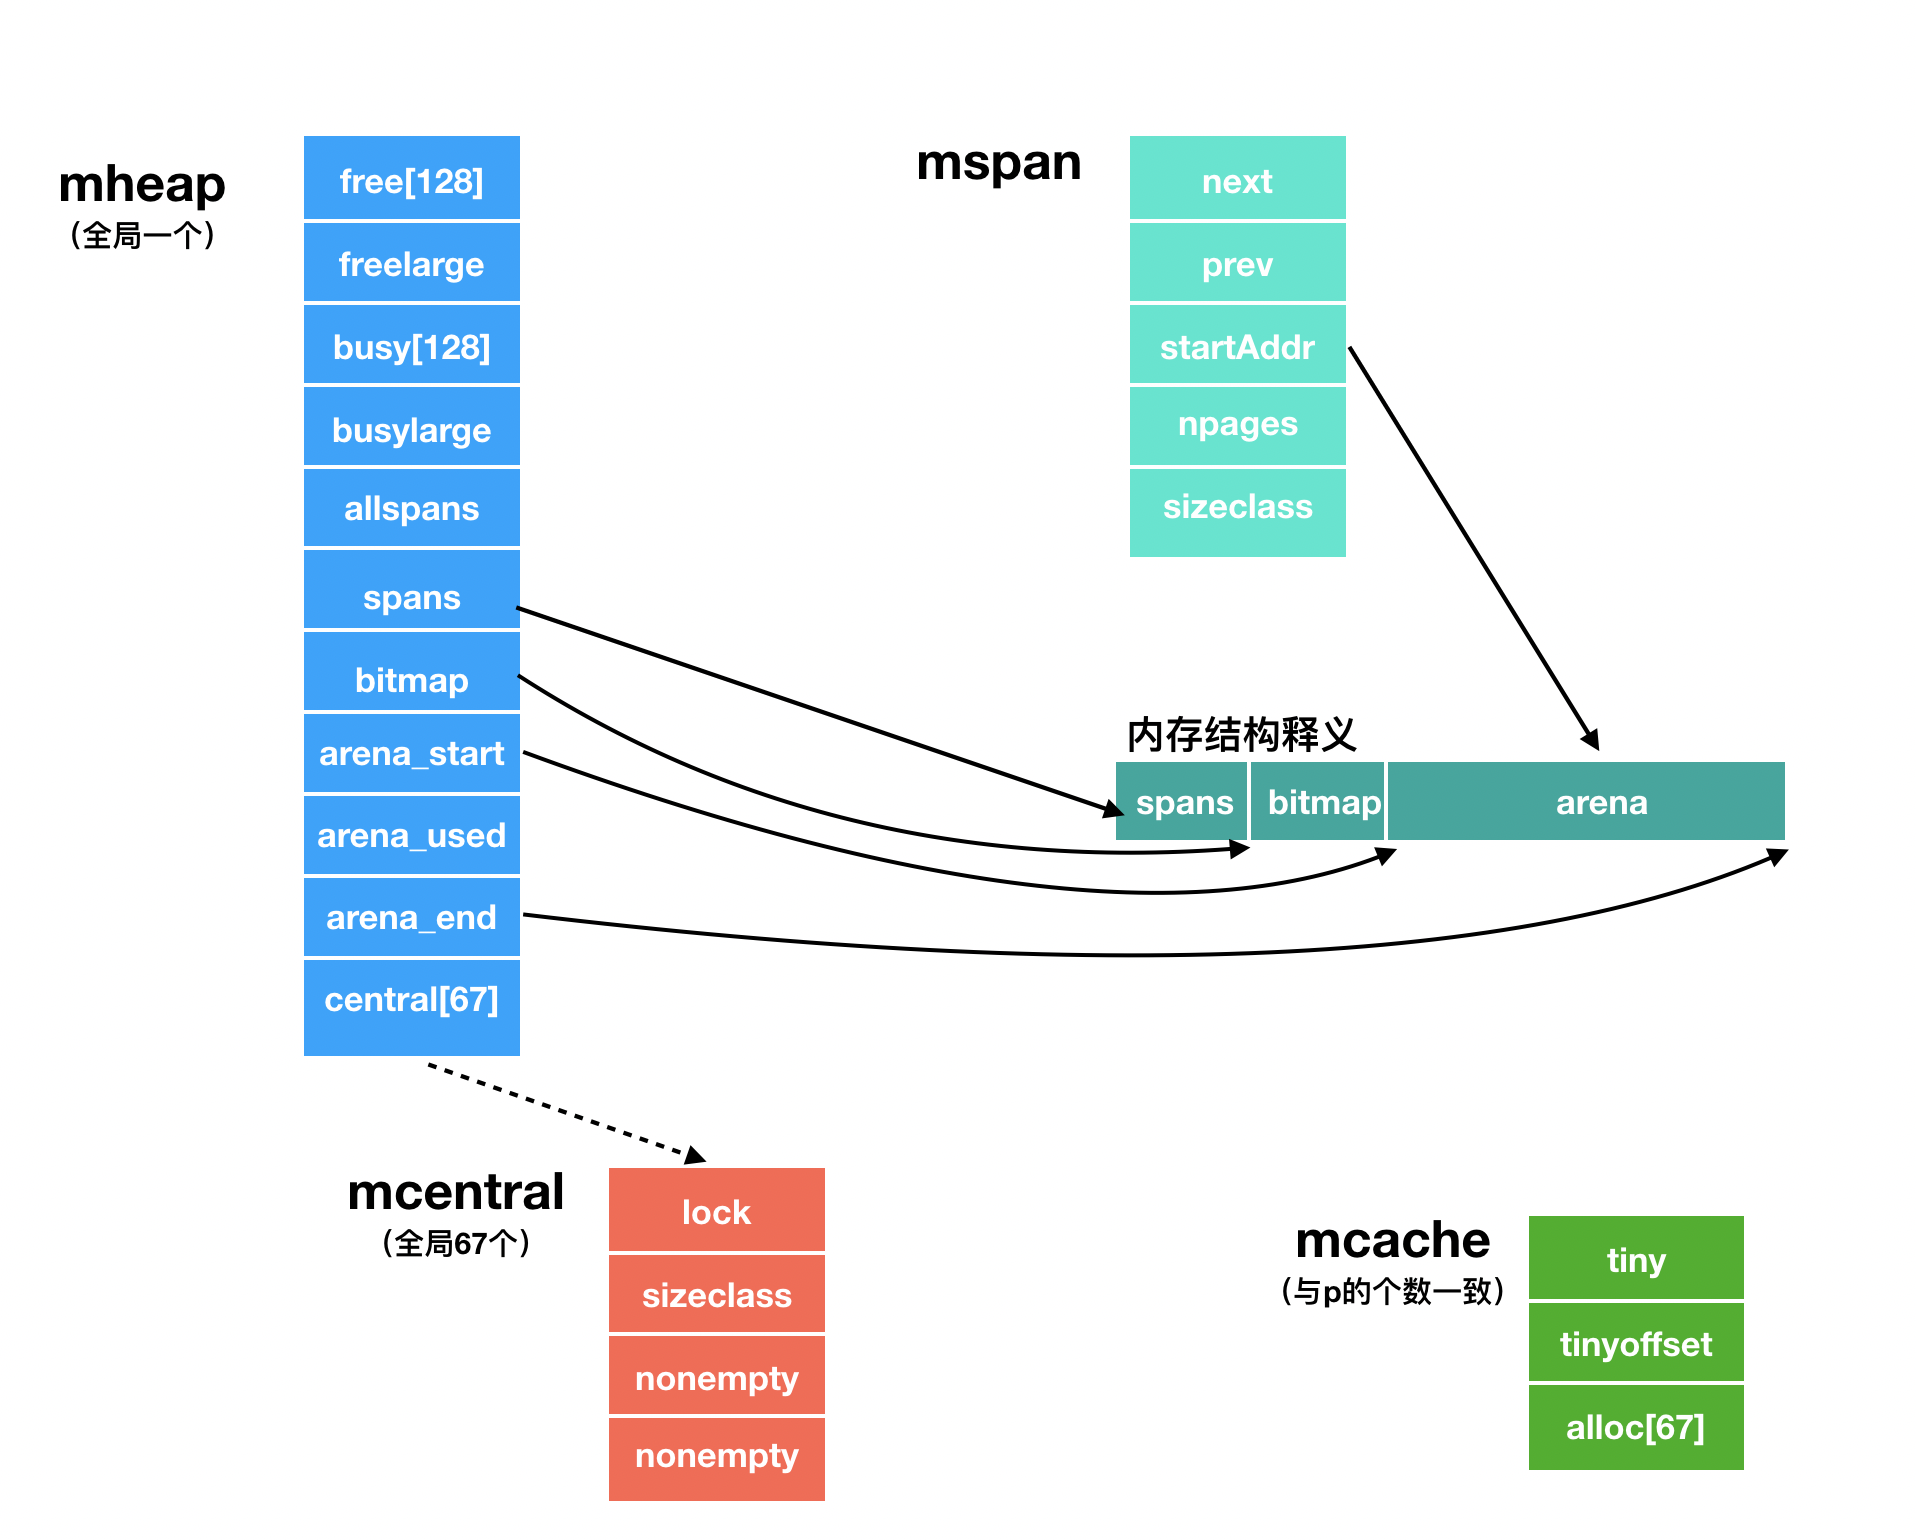 mheap
（全局一个）
free[128]
freelarge
busy[128]
busylarge
allspans
spans
bitmap
arena_start
arena_used
arena_end
central[67]
mspan
next
prev
startAddr
npages
sizeclass
内存结构释义
spans bitmap arena
mcentral
（全局67个）
lock
sizeclass
nonempty
nonempty
mcache
（与p的个数一致）
tiny
tinyoffset
alloc[67]